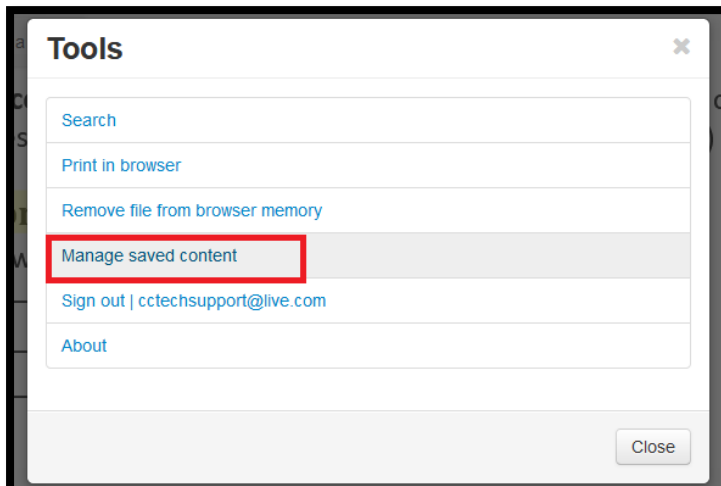 Tools
Search
Print in browser
Remove file from browser memory
Manage saved content
Sign out | cctechsupport@live.com
About
Close